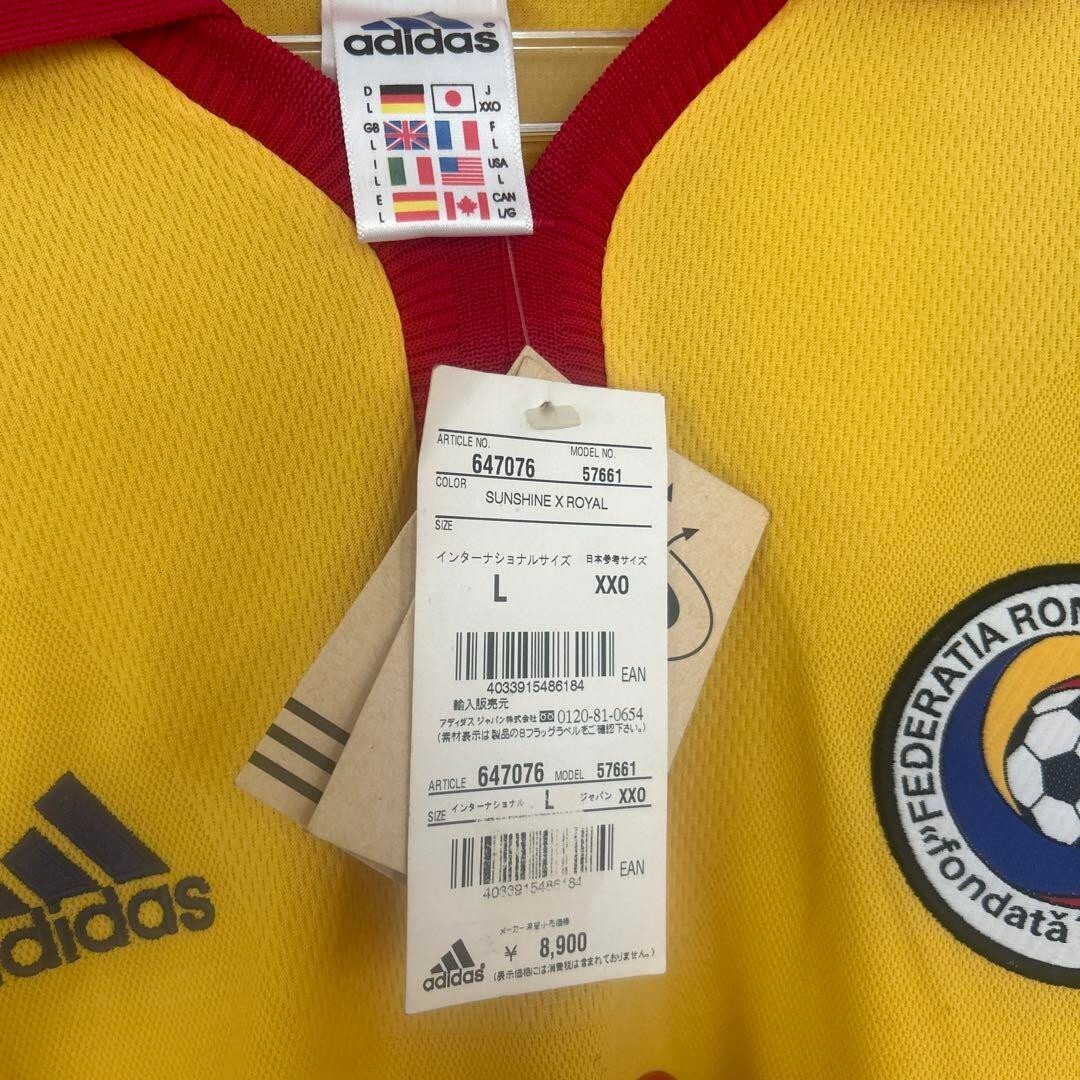 adidas
D
L
J
XXO
GB
L
F
L
I
L
USA
L
E
L
CAN
L/G
ARTICLE NO.
647076
MODEL NO.
57661
COLOR
SUNSHINE X ROYAL
SIZE
インターナショナルサイズ
日本参考サイズ
L
XXO
4033915486184
EAN
輸入販売元
アディダス ジャパン株式会社 0120-81-0654
(素材表示は製品の8フラッグラベルをご確認下さい。)
ARTICLE 647076 MODEL 57661
SIZE インターナショナル L ジャパン XXO
EAN
メーカー希望小売価格
¥ 8,900
(表示価格には消費税は含まれておりません。)
adidas
adidas
"FEDERATIA
"fondată